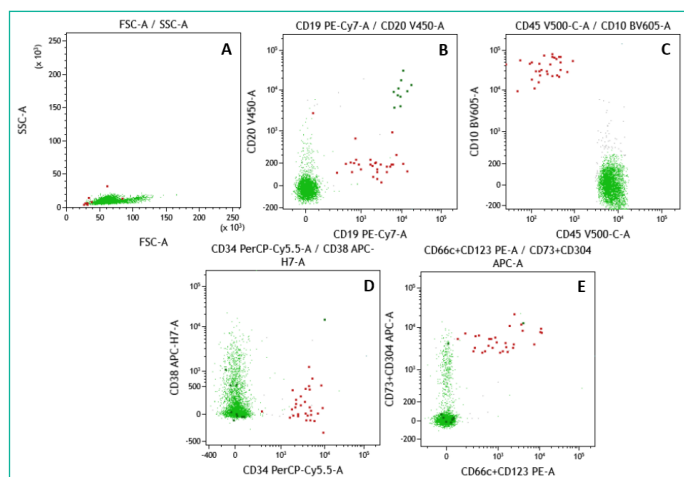 FSC-A / SSC-A
A
(x 10³)
250
200
150
100
50
0
SSC-A
0 50 100 150 200 250
(x 10³)
FSC-A
CD19 PE-Cy7-A / CD20 V450-A
B
10⁵
10⁴
10³
200
0
-200
CD20 V450-A
0 10³ 10⁴ 10⁵
CD19 PE-Cy7-A
CD45 V500-C-A / CD10 BV605-A
C
10⁵
10⁴
10³
200
0
-200
CD10 BV605-A
10² 10³ 10⁴ 10⁵
CD45 V500-C-A
CD34 PerCP-Cy5.5-A / CD38 APC-
H7-A
D
10⁵
10⁴
10³
500
0
-500
CD38 APC-H7-A
-400 0 10³ 10⁴ 10⁵
CD34 PerCP-Cy5.5-A
CD66c+CD123 PE-A / CD73+CD304
APC-A
E
10⁵
10⁴
10³
200
0
-200
CD73+CD304 APC-A
0 10³ 10⁴ 10⁵
CD66c+CD123 PE-A